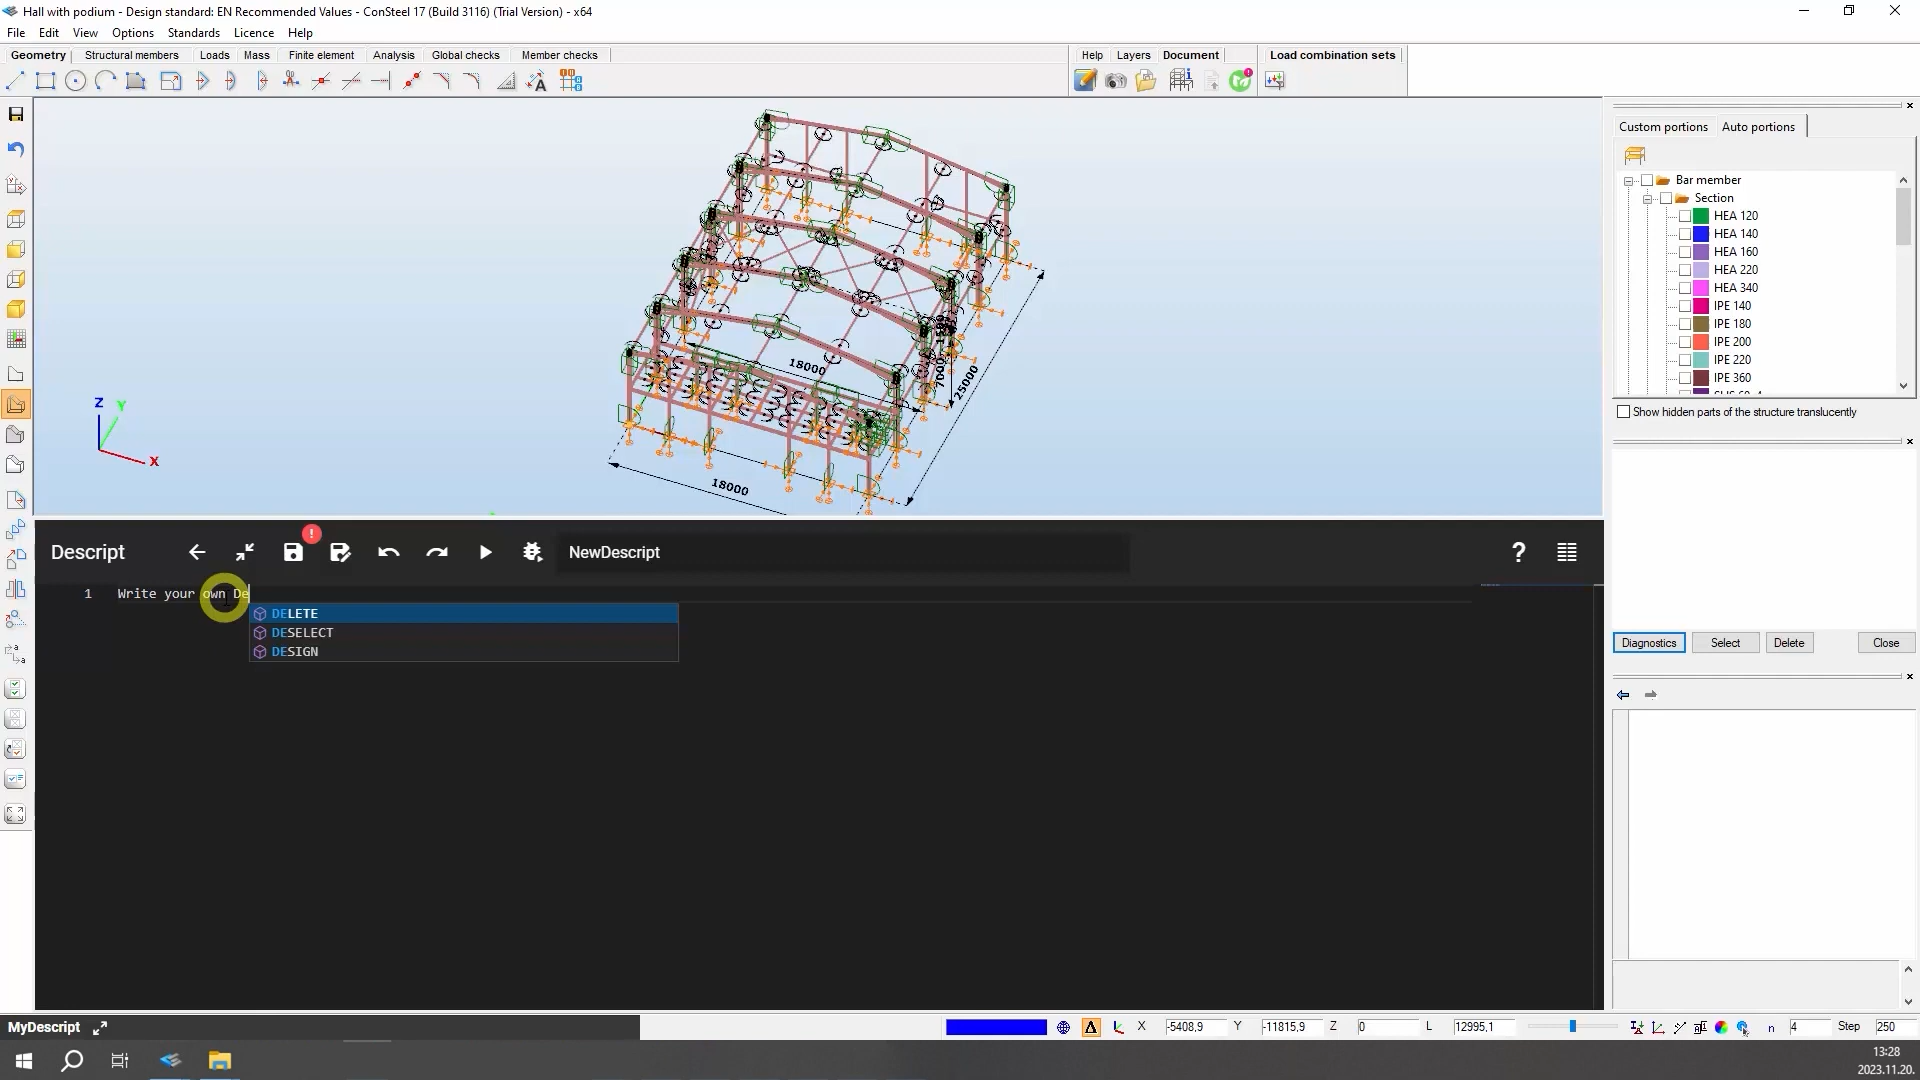 Hall with podium - Design standard: EN Recommended Values - ConSteel 17 (Build 3116) (Trial Version) - x64
File Edit View Options Standards Licence Help
Geometry Structural members Loads Mass Finite element Analysis Global checks Member checks Help Layers Document Load combination sets
Custom portions Auto portions
Bar member
Section
HEA 120
HEA 140
HEA 160
HEA 220
HEA 340
IPE 140
IPE 180
IPE 200
IPE 220
IPE 360
Show hidden parts of the structure translucently
18000
7000
25000
18000
Z Y
X
Descript NewDescript ?
1 Write your own De
DELETE
DESELECT
DESIGN
Diagnostics Select Delete Close
MyDescript X -5408,9 Y -11815,9 Z 0 L 12995,1 n 4 Step 250
13:28
2023.11.20.